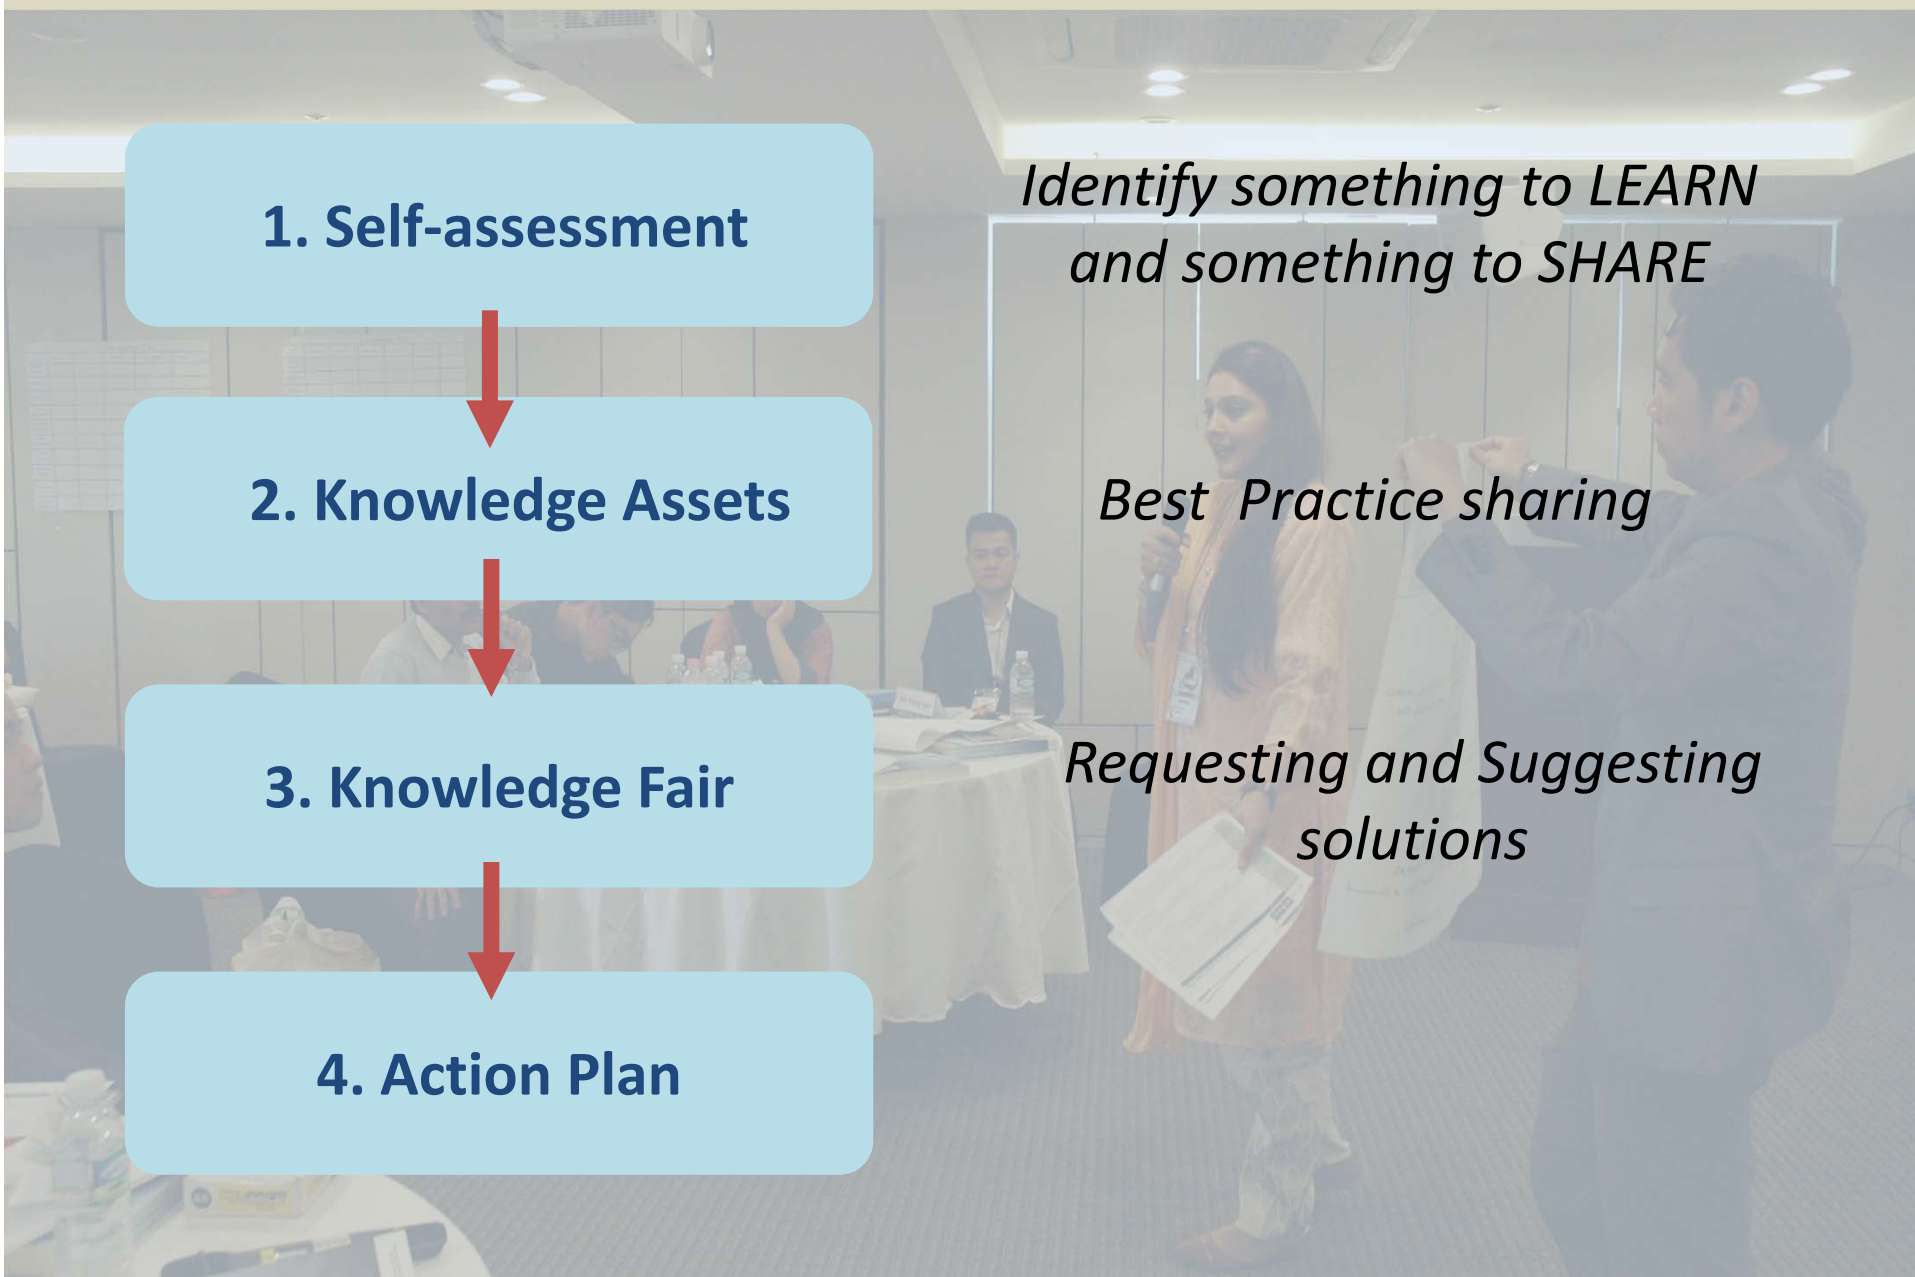 1. Self-assessment
Identify something to LEARN
and something to SHARE
2. Knowledge Assets
Best  Practice sharing
3. Knowledge Fair
Requesting and Suggesting
solutions
4. Action Plan